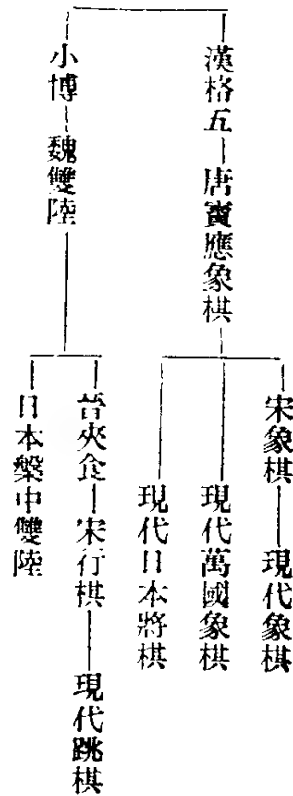 漢格五
唐寶應象棋
宋象棋
現代象棋
現代萬國象棋
現代日本將棋
小博
魏雙陸
晉夾食
宋行棋
現代跳棋
日本槃中雙陸